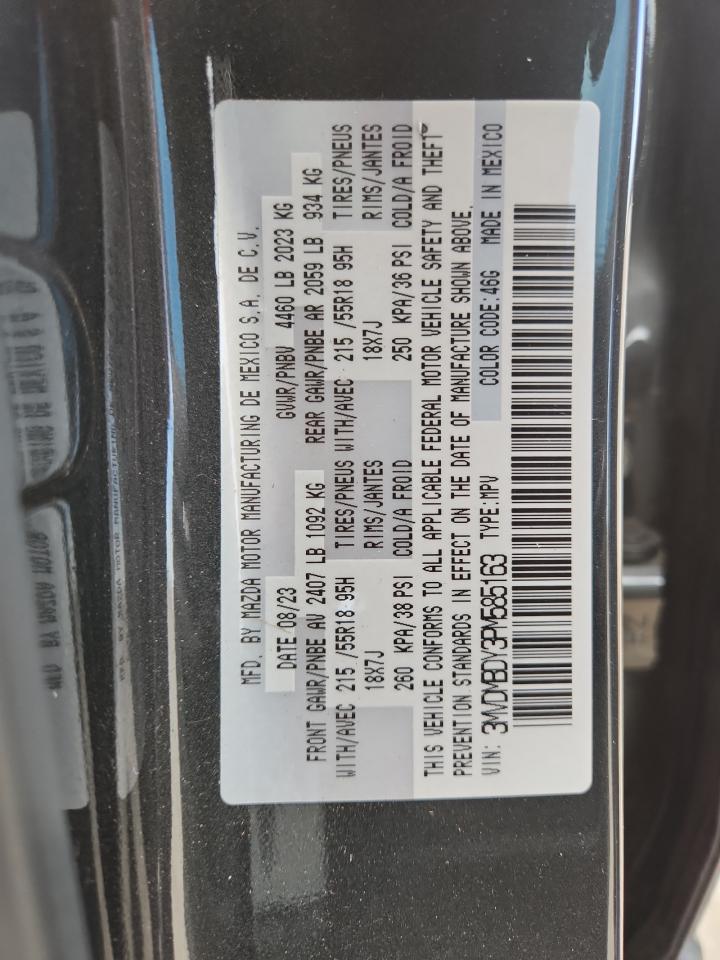 MFD. BY MAZDA MOTOR MANUFACTURING DE MEXICO S.A. DE C.V.
DATE 08/23 GVWR/PNBV 4460 LB 2023 KG
FRONT GAWR/PNBE AV 2407 LB 1092 KG REAR GAWR/PNBE AR 2059 LB 934 KG
WITH/AVEC 215 /55R18 95H TIRES/PNEUS WITH/AVEC 215 /55R18 95H TIRES/PNEUS
18X7J RIMS/JANTES 18X7J RIMS/JANTES
260 KPA/38 PSI COLD/A FROID 250 KPA/36 PSI COLD/A FROID
THIS VEHICLE CONFORMS TO ALL APPLICABLE FEDERAL MOTOR VEHICLE SAFETY AND THEFT
PREVENTION STANDARDS IN EFFECT ON THE DATE OF MANUFACTURE SHOWN ABOVE.
VIN: 3MVDMBDY3PM585163 TYPE:MPV COLOR CODE:46G MADE IN MEXICO